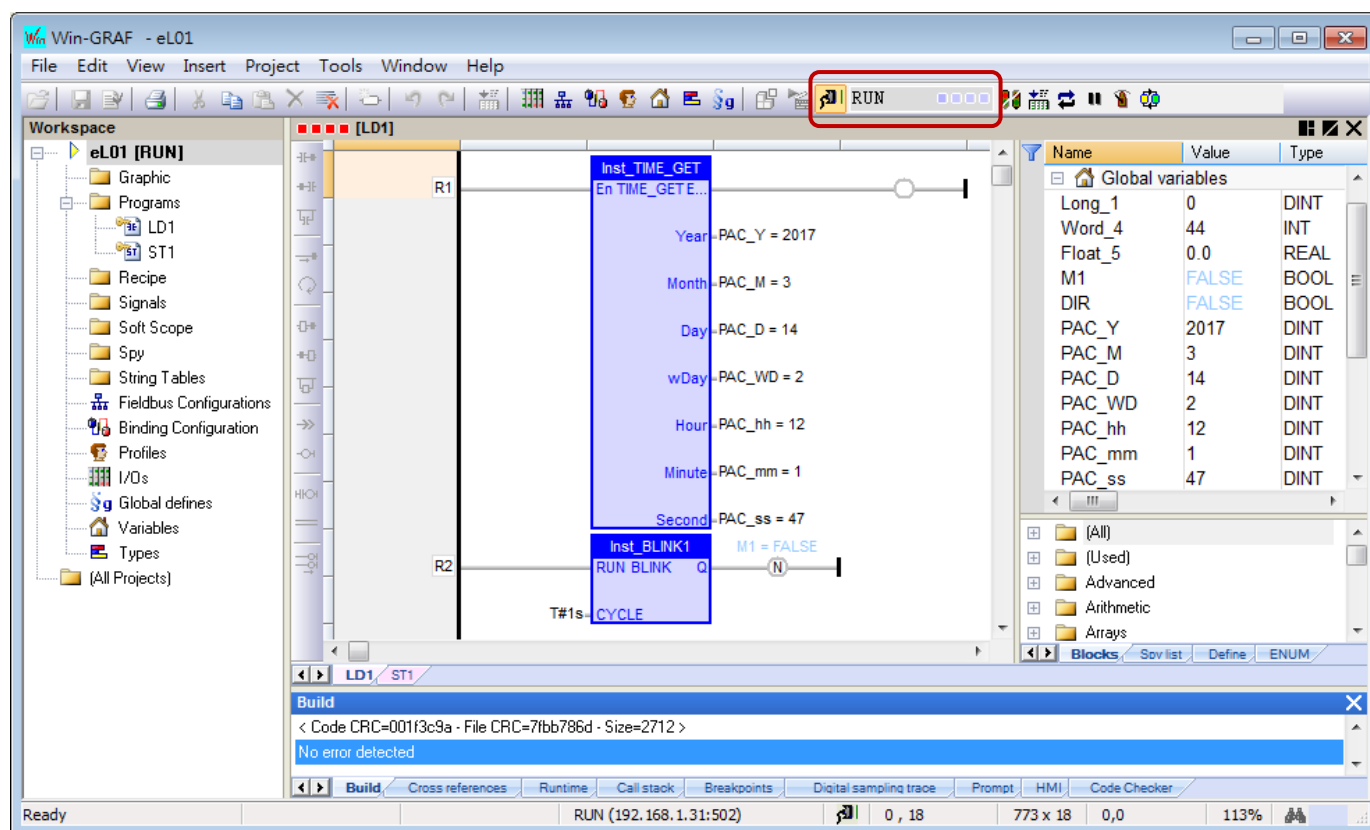 Win-GRAF - eL01
File Edit View Insert Project Tools Window Help
RUN
Workspace
eL01 [RUN]
Graphic
Programs
LD1
ST1
Recipe
Signals
Soft Scope
Spy
String Tables
Fieldbus Configurations
Binding Configuration
Profiles
I/Os
Global defines
Variables
Types
(All Projects)
[LD1]
R1
Inst_TIME_GET
En TIME_GET E...
Year PAC_Y = 2017
Month PAC_M = 3
Day PAC_D = 14
wDay PAC_WD = 2
Hour PAC_hh = 12
Minute PAC_mm = 1
Second PAC_ss = 47
R2
Inst_BLINK1 M1 = FALSE
RUN BLINK Q N
T#1s CYCLE
LD1 ST1
Name Value Type
Global variables
Long_1 0 DINT
Word_4 44 INT
Float_5 0.0 REAL
M1 FALSE BOOL
DIR FALSE BOOL
PAC_Y 2017 DINT
PAC_M 3 DINT
PAC_D 14 DINT
PAC_WD 2 DINT
PAC_hh 12 DINT
PAC_mm 1 DINT
PAC_ss 47 DINT
(All)
(Used)
Advanced
Arithmetic
Arrays
Blocks Spy list Define ENUM
Build
< Code CRC=001f3c9a - File CRC=7fbb786d - Size=2712 >
No error detected
Build Cross references Runtime Call stack Breakpoints Digital sampling trace Prompt HMI Code Checker
Ready RUN (192.168.1.31:502) 0 , 18 773 x 18 0,0 113%